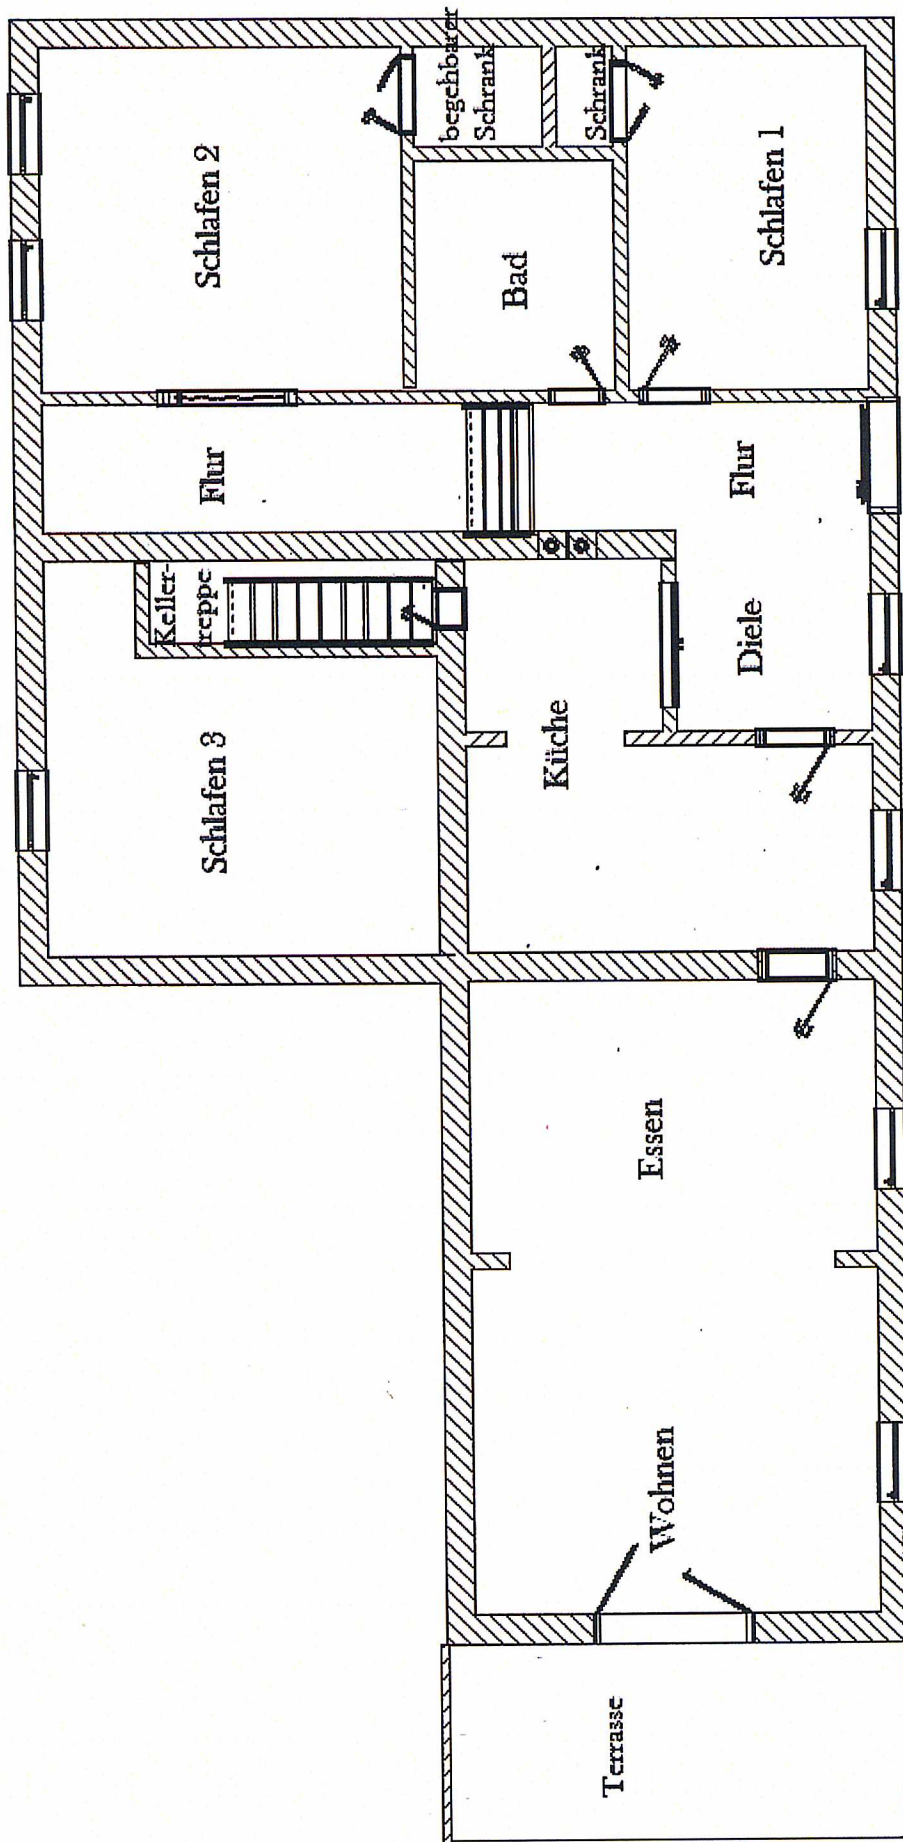 Schlafen 2
begehbarer
Schrank
Schrank
Schlafen 1
Bad
Flur
Flur
Keller-
treppe
Diele
Schlafen 3
Küche
Essen
Wohnen
Terrasse